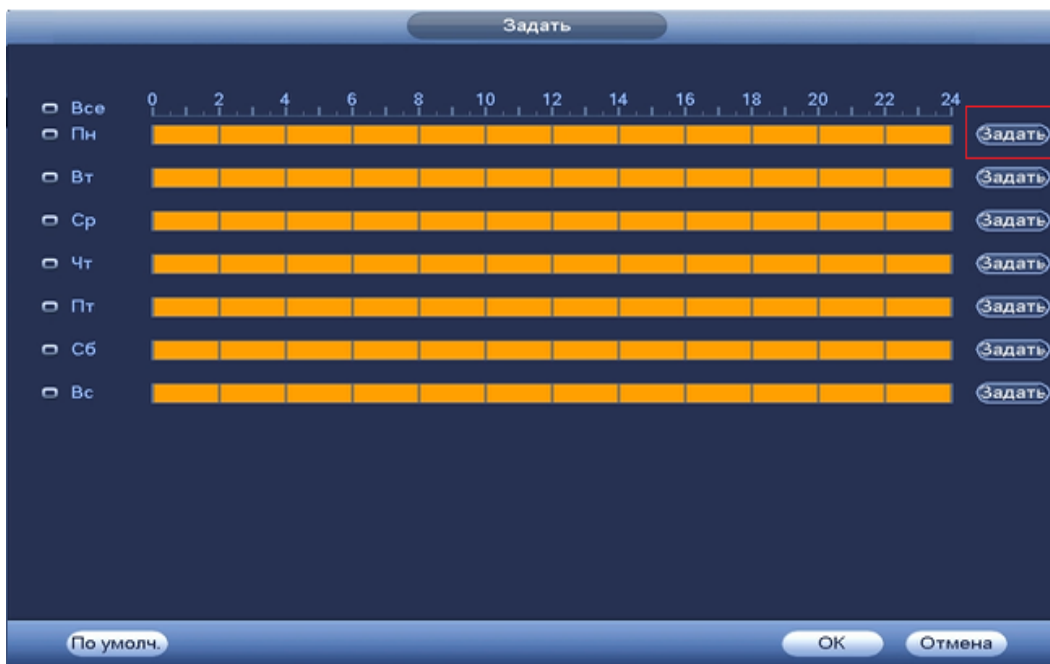 Задать
Все 0 2 4 6 8 10 12 14 16 18 20 22 24
Пн Задать
Вт Задать
Ср Задать
Чт Задать
Пт Задать
Сб Задать
Вс Задать
По умолч. OK Отмена